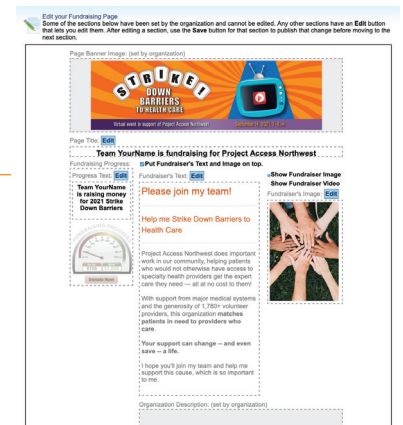 Edit your Fundraising Page
Some of the sections below have been set by the organization and cannot be edited. Any other sections have an Edit button
that lets you edit them. After editing a section, use the Save button for that section to publish that change before moving to the
next section.
Page Banner Image: (set by organization)
STRIKE!
DOWN
BARRIERS
TO HEALTH CARE
Virtual event in support of Project Access Northwest
Page Title: Edit
Team YourName is fundraising for Project Access Northwest
Fundraising Progress:
Put Fundraiser's Text and Image on top.
Progress Text: Edit
Team YourName
is raising money
for 2021 Strike
Down Barriers
Donate Now
Fundraiser's Text: Edit
Please join my team!
Help me Strike Down Barriers to
Health Care
Project Access Northwest does important
work in our community, helping patients
who would not otherwise have access to
specialty health providers get the expert
care they need — all at no cost to them!
With support from major medical systems
and the generosity of 1,780+ volunteer
providers, this organization matches
patients in need to providers who
care.
Your support can change – and even
save – a life.
I hope you'll join my team and help me
support this cause, which is so important
to me.
Show Fundraiser Image
Show Fundraiser Video
Fundraiser's Image: Edit
Organization Description: (set by organization)